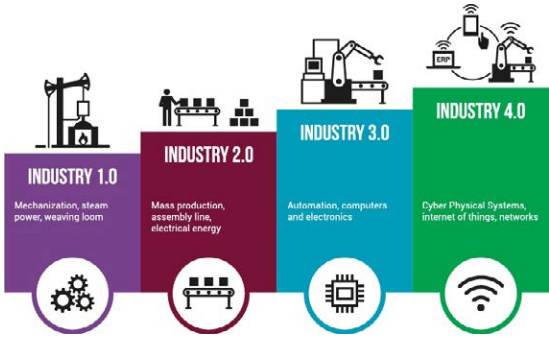 ERP
INDUSTRY 1.0
Mechanization, steam
power, weaving loom
INDUSTRY 2.0
Mass production,
assembly line,
electrical energy
INDUSTRY 3.0
Automation, computers
and electronics
INDUSTRY 4.0
Cyber Physical Systems,
internet of things, networks